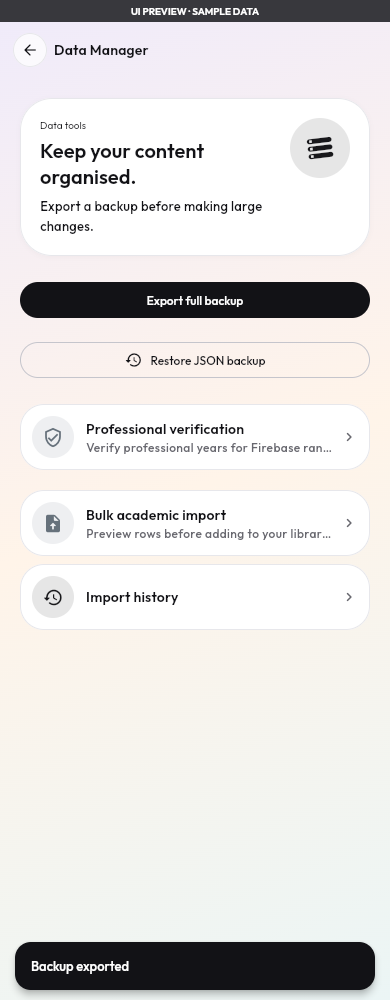 UI PREVIEW · SAMPLE DATA
Data Manager
Data tools
Keep your content
organised.
Export a backup before making large
changes.
Export full backup
Restore JSON backup
Professional verification
Verify professional years for Firebase ran...
Bulk academic import
Preview rows before adding to your librar...
Import history
Backup exported